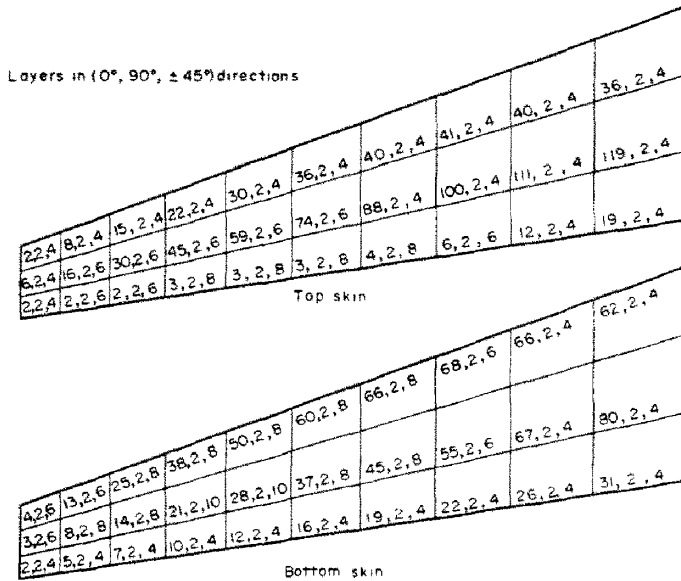 Layers in (0°, 90°, ± 45°) directions
2,2,4 8,2,4 15,2,4 22,2,4 30,2,4 36,2,4 40,2,4 41,2,4 40,2,4 36,2,4
6,2,4 16,2,6 30,2,6 45,2,6 59,2,6 74,2,6 88,2,4 100,2,4 111,2,4 119,2,4
2,2,4 2,2,6 2,2,6 3,2,8 3,2,8 3,2,8 4,2,8 6,2,6 12,2,4 19,2,4
Top skin
4,2,6 13,2,6 25,2,8 38,2,8 50,2,8 60,2,8 66,2,8 68,2,6 66,2,4 62,2,4
3,2,6 8,2,8 14,2,8 21,2,10 28,2,10 37,2,8 45,2,8 55,2,6 67,2,4 80,2,4
2,2,4 5,2,4 7,2,4 10,2,4 12,2,4 16,2,4 19,2,4 22,2,4 26,2,4 31,2,4
Bottom skin